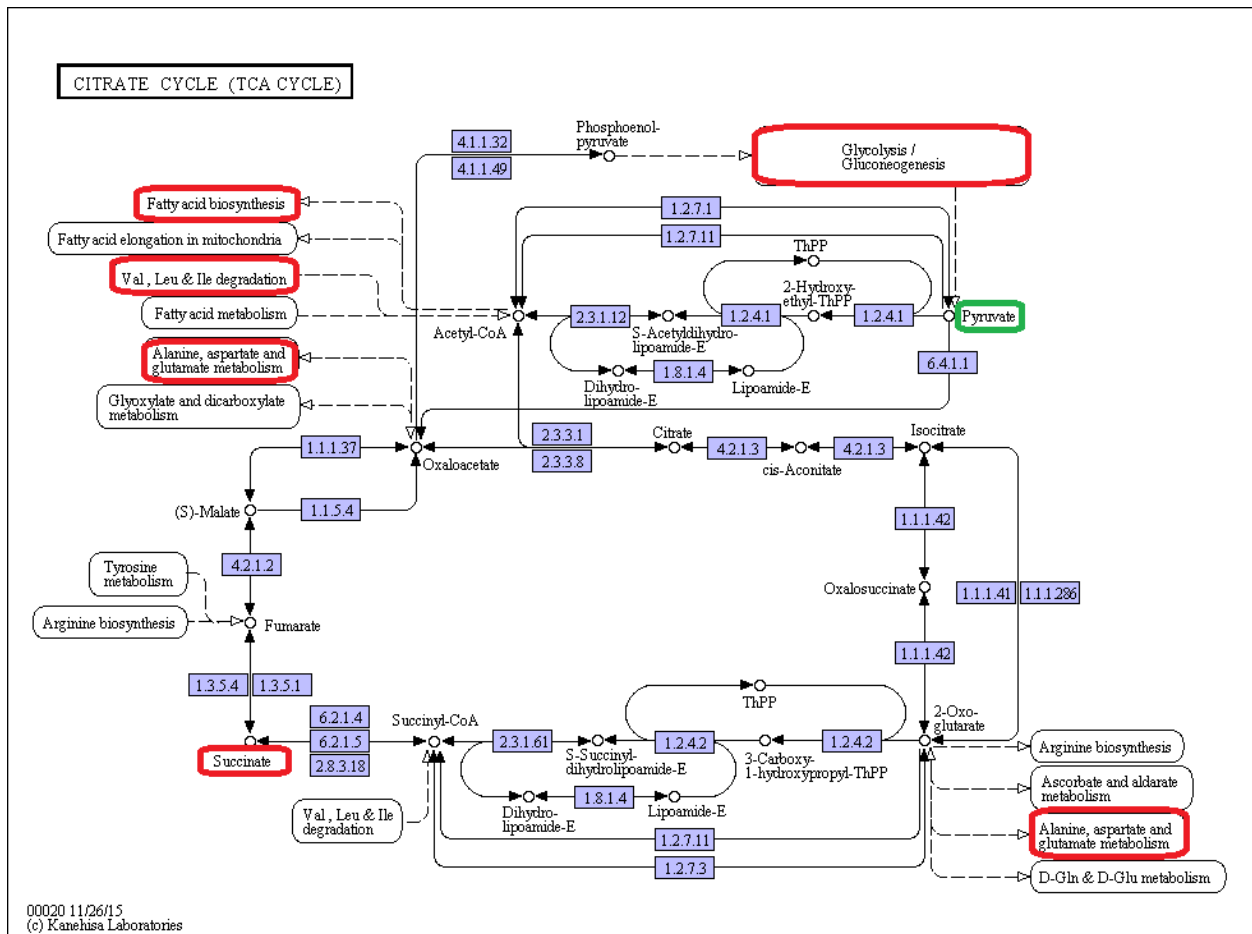 CITRATE CYCLE (TCA CYCLE)
Phosphoenol-
pyruvate
4.1.1.32
4.1.1.49
Glycolysis /
Gluconeogenesis
Fatty acid biosynthesis
Fatty acid elongation in mitochondria
Val, Leu & Ile degradation
Fatty acid metabolism
Alanine, aspartate and
glutamate metabolism
Glyoxylate and dicarboxylate
metabolism
1.2.7.1
1.2.7.11
ThPP
2-Hydroxy-
ethyl-ThPP
Acetyl-CoA
2.3.1.12
S-Acetyldihydro-
lipoamide-E
1.2.4.1
1.2.4.1
Pyruvate
Dihydro-
lipoamide-E
1.8.1.4
Lipoamide-E
6.4.1.1
1.1.1.37
Oxaloacetate
2.3.3.1
2.3.3.8
Citrate
4.2.1.3
cis-Aconitate
4.2.1.3
Isocitrate
(S)-Malate
1.1.5.4
1.1.1.42
4.2.1.2
Tyrosine
metabolism
Oxalosuccinate
1.1.1.41
1.1.1.286
Arginine biosynthesis
Fumarate
1.1.1.42
1.3.5.4
1.3.5.1
ThPP
6.2.1.4
6.2.1.5
2.8.3.18
Succinate
Succinyl-CoA
2.3.1.61
S-Succinyl-
dihydrolipoamide-E
1.2.4.2
3-Carboxy-
1-hydroxypropyl-ThPP
1.2.4.2
2-Oxo-
glutarate
Val, Leu & Ile
degradation
Dihydro-
lipoamide-E
1.8.1.4
Lipoamide-E
1.2.7.11
1.2.7.3
Arginine biosynthesis
Ascorbate and aldarate
metabolism
Alanine, aspartate and
glutamate metabolism
D-Gln & D-Glu metabolism
00020 11/26/15
(c) Kanehisa Laboratories